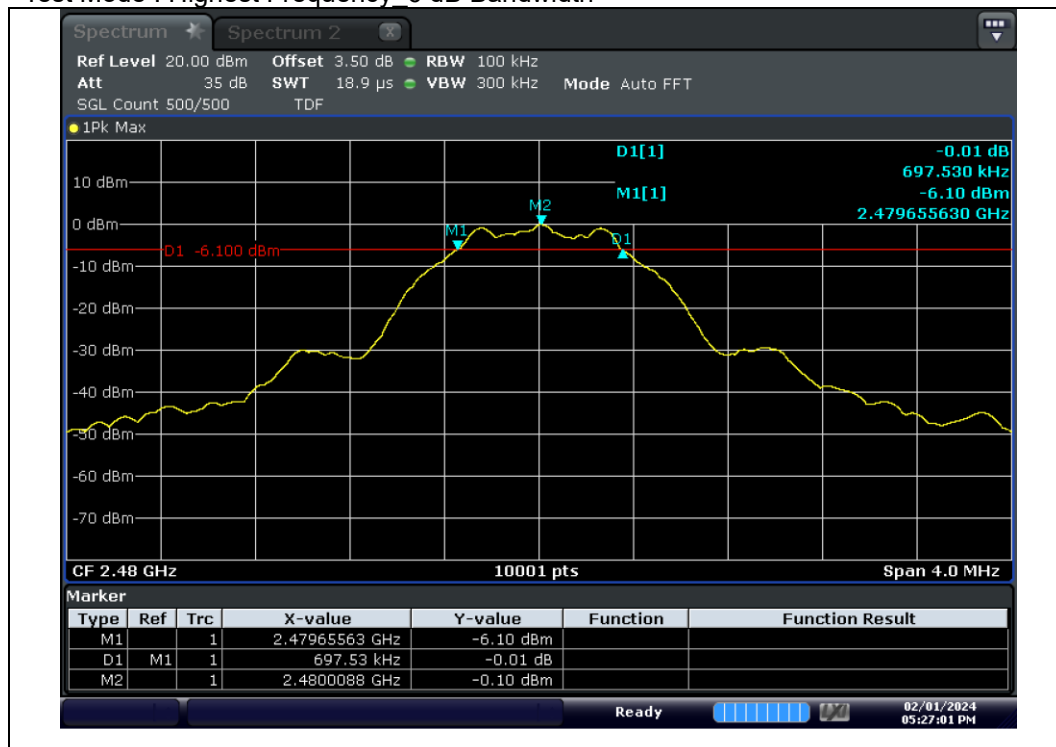 Test Mode : Highest Frequency_6 dB Bandwidth
Spectrum Spectrum 2 X
Ref Level 20.00 dBm Offset 3.50 dB RBW 100 kHz
Att 35 dB SWT 18.9 µs VBW 300 kHz Mode Auto FFT
SGL Count 500/500 TDF
1Pk Max
D1[1] -0.01 dB
697.530 kHz
M1[1] -6.10 dBm
2.479655630 GHz
10 dBm
M2
0 dBm
M1
D1
D1 -6.100 dBm
-10 dBm
-20 dBm
-30 dBm
-40 dBm
-50 dBm
-60 dBm
-70 dBm
CF 2.48 GHz 10001 pts Span 4.0 MHz
Marker
Type Ref Trc X-value Y-value Function Function Result
M1 1 2.47965563 GHz -6.10 dBm
D1 M1 1 697.53 kHz -0.01 dB
M2 1 2.4800088 GHz -0.10 dBm
Ready 02/01/2024
05:27:01 PM